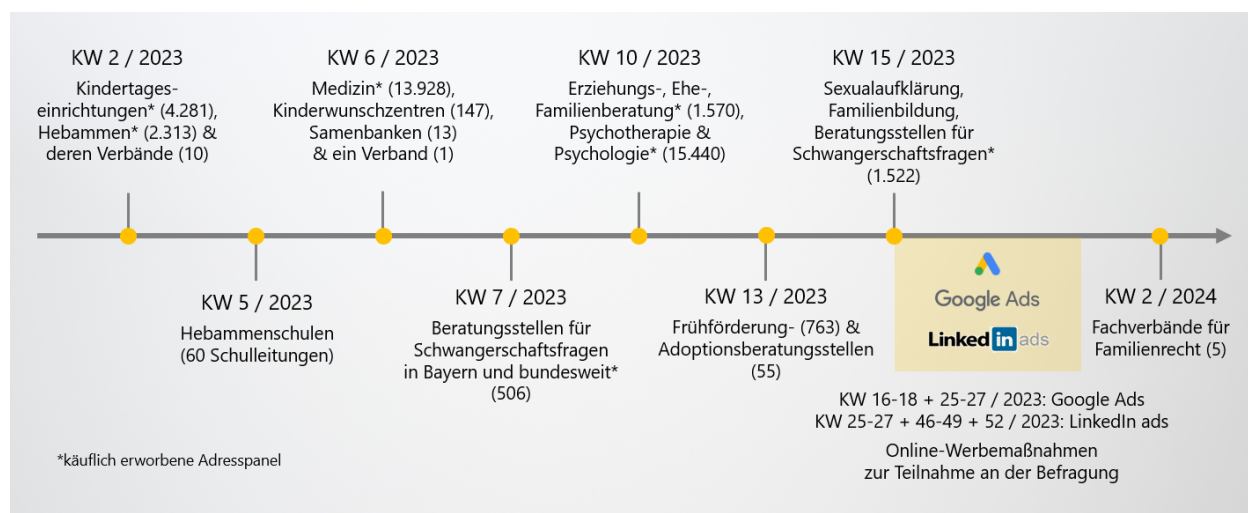 KW 2 / 2023
Kindertages-
einrichtungen* (4.281),
Hebammen* (2.313) &
deren Verbände (10)
KW 5 / 2023
Hebammenschulen
(60 Schulleitungen)
KW 6 / 2023
Medizin* (13.928),
Kinderwunschzentren (147),
Samenbanken (13)
& ein Verband (1)
KW 7 / 2023
Beratungsstellen für
Schwangerschaftsfragen
in Bayern und bundesweit*
(506)
KW 10 / 2023
Erziehungs-, Ehe-,
Familienberatung* (1.570),
Psychotherapie &
Psychologie* (15.440)
KW 13 / 2023
Frühförderung- (763) &
Adoptionsberatungsstellen
(55)
KW 15 / 2023
Sexualaufklärung,
Familienbildung,
Beratungsstellen für
Schwangerschaftsfragen*
(1.522)
Google Ads
Linked in ads
KW 16-18 + 25-27 / 2023: Google Ads
KW 25-27 + 46-49 + 52 / 2023: LinkedIn ads
Online-Werbemaßnahmen
zur Teilnahme an der Befragung
KW 2 / 2024
Fachverbände für
Familienrecht (5)
*käuflich erworbene Adresspanel